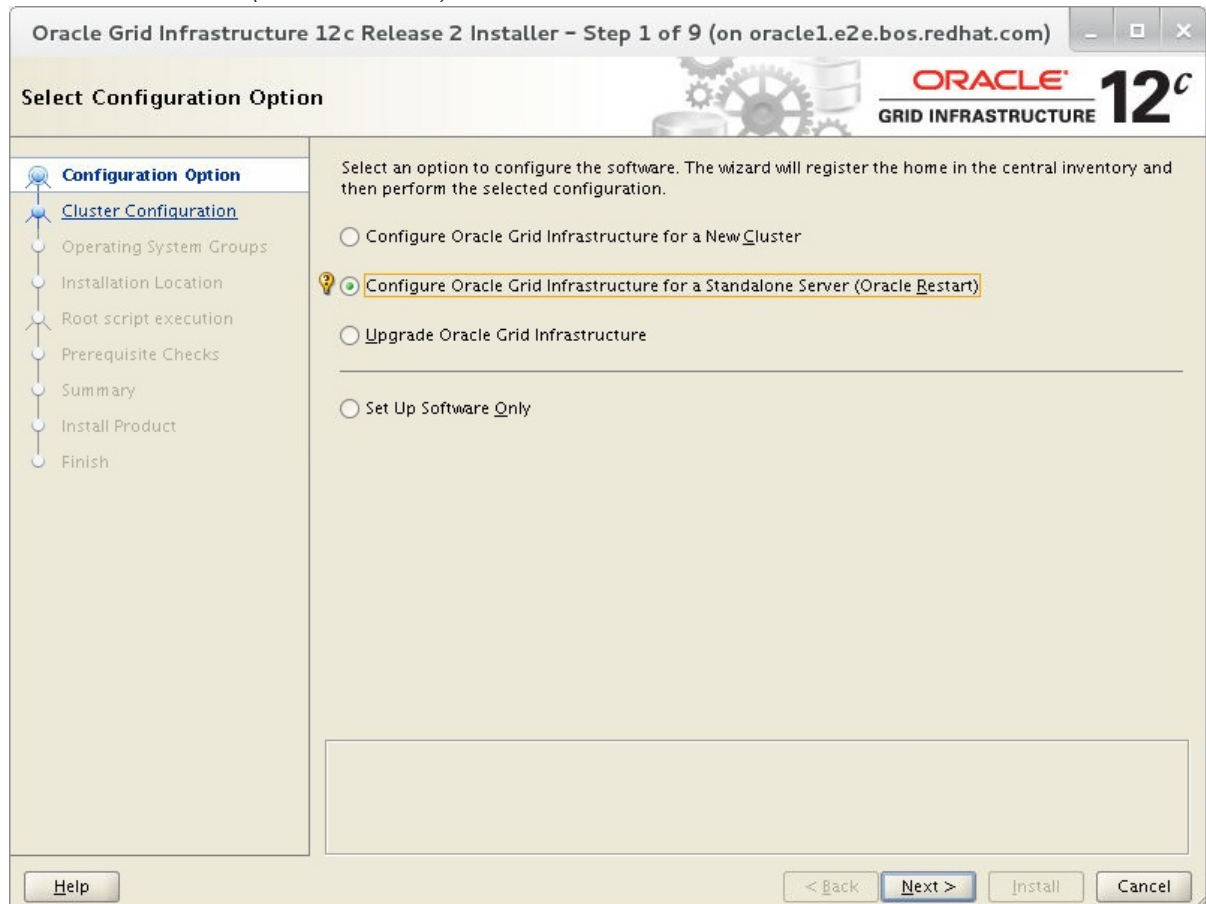 Oracle Grid Infrastructure 12c Release 2 Installer – Step 1 of 9 (on oracle1.e2e.bos.redhat.com)
Select Configuration Option
ORACLE
GRID INFRASTRUCTURE
12c
Configuration Option
Cluster Configuration
Operating System Groups
Installation Location
Root script execution
Prerequisite Checks
Summary
Install Product
Finish
Select an option to configure the software. The wizard will register the home in the central inventory and
then perform the selected configuration.
Configure Oracle Grid Infrastructure for a New Cluster
Configure Oracle Grid Infrastructure for a Standalone Server (Oracle Restart)
Upgrade Oracle Grid Infrastructure
Set Up Software Only
Help
< Back
Next >
Install
Cancel